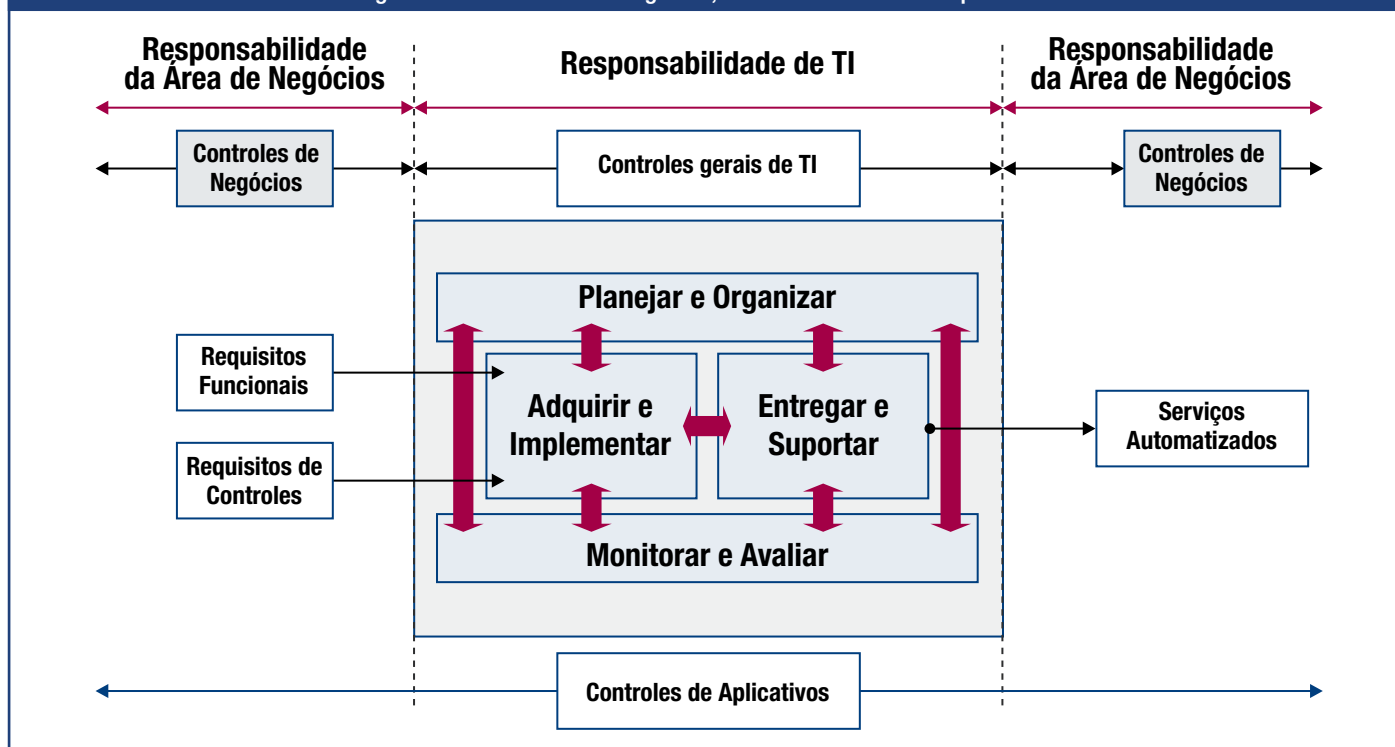 Responsabilidade
da Área de Negócios
Responsabilidade de TI
Responsabilidade
da Área de Negócios
Controles de
Negócios
Controles gerais de TI
Controles de
Negócios
Planejar e Organizar
Requisitos
Funcionais
Adquirir e
Implementar
Entregar e
Suportar
Serviços
Automatizados
Requisitos de
Controles
Monitorar e Avaliar
Controles de Aplicativos